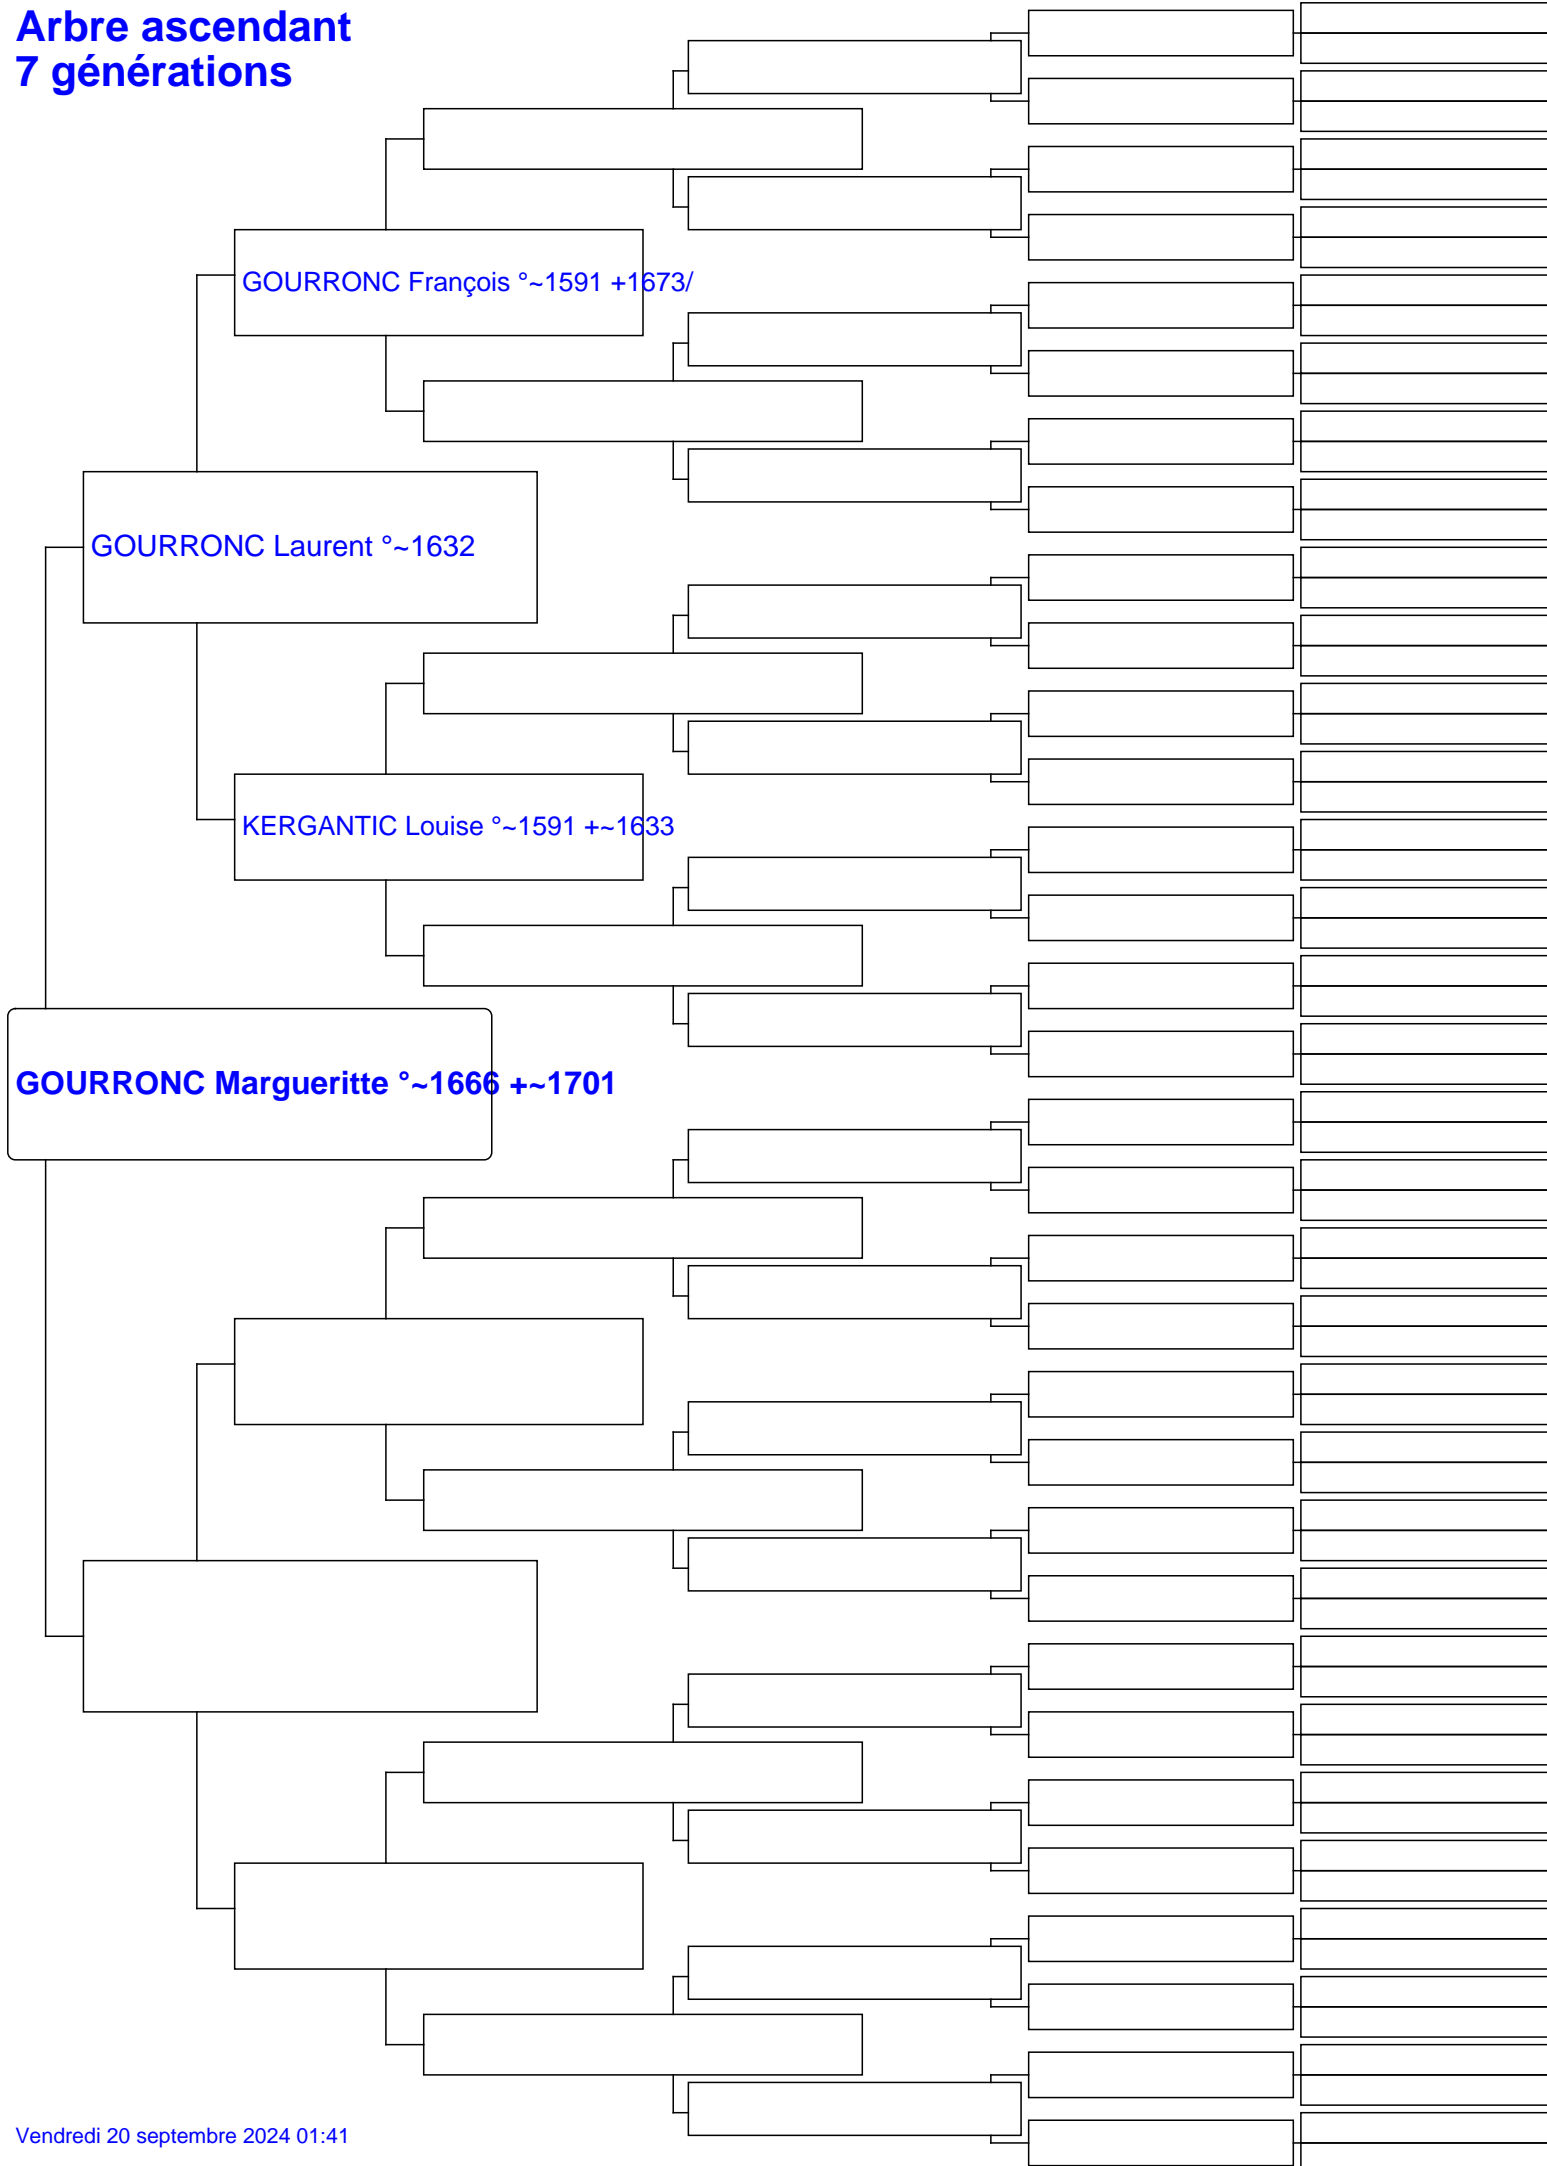 Arbre ascendant
7 générations
GOURRONC François °~1591 +1673/
GOURRONC Laurent °~1632
KERGANTIC Louise °~1591 +~1633
GOURRONC Margueritte °~1666 +~1701
Vendredi 20 septembre 2024 01:41